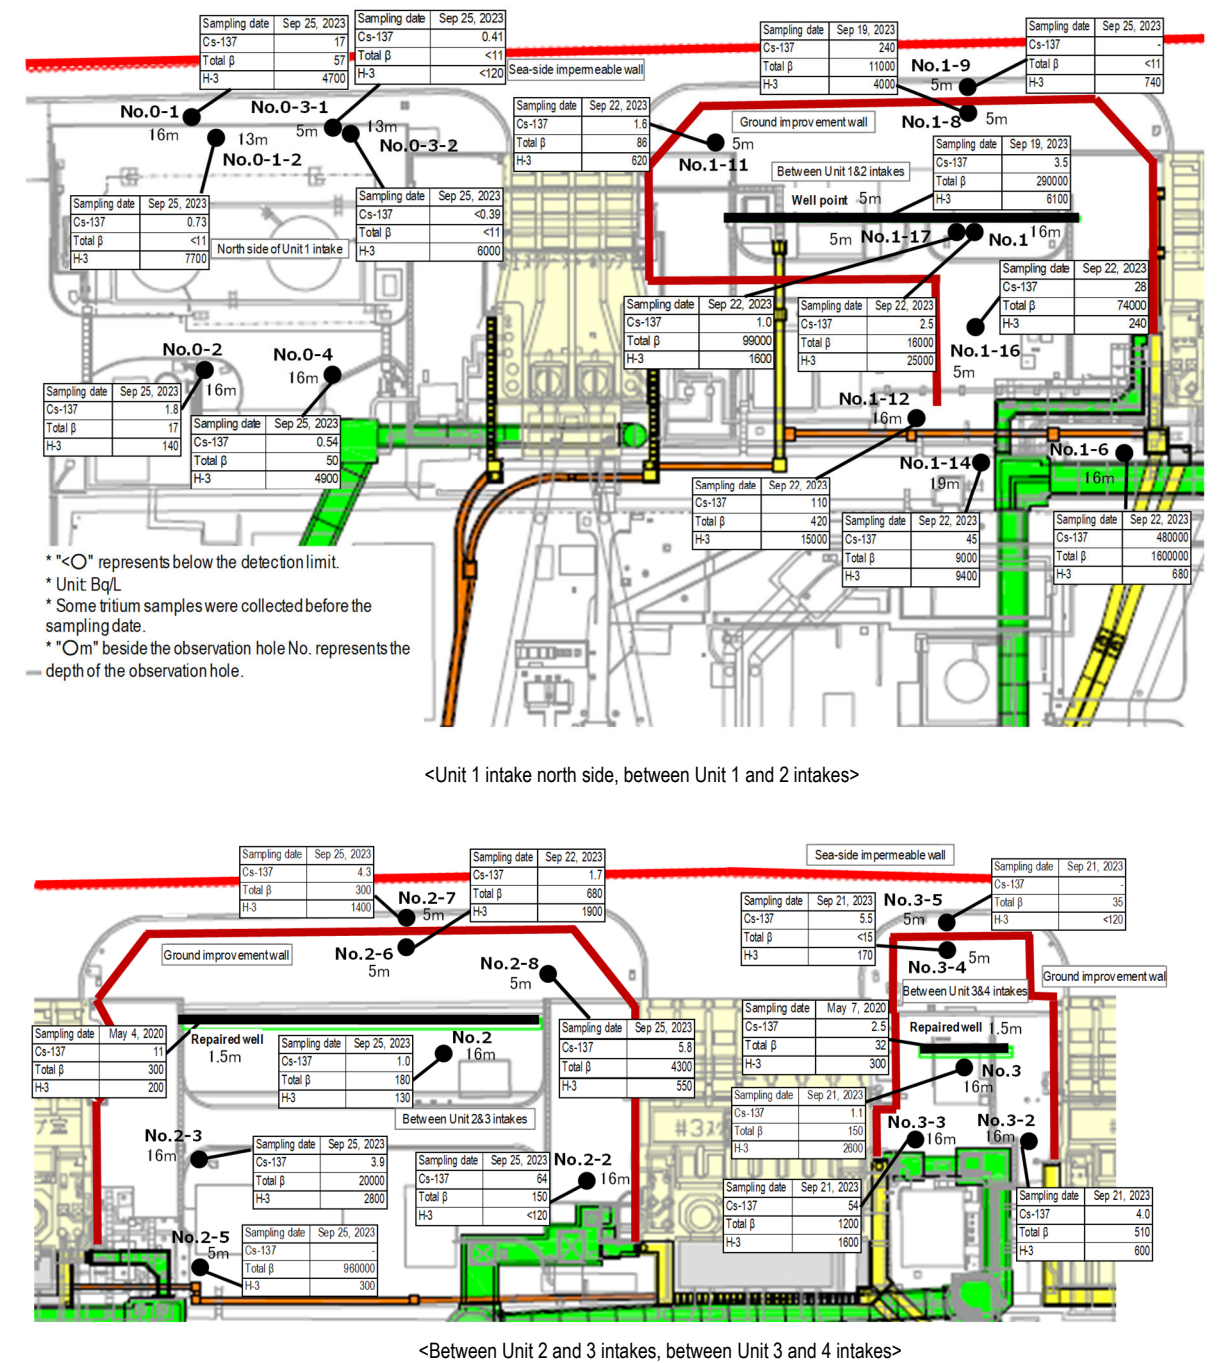 Sampling date Sep 25, 2023
Cs-137 17
Total β 57
H-3 4700
Sampling date Sep 25, 2023
Cs-137 0.41
Total β <11
H-3 <120
Sea-side impermeable wall
Sampling date Sep 19, 2023
Cs-137 240
Total β 11000
H-3 4000
Sampling date Sep 25, 2023
Cs-137 -
Total β <11
H-3 740
No.0-1
16m
No.0-3-1
5m
13m
No.0-1-2
13m
No.0-3-2
Sampling date Sep 22, 2023
Cs-137 1.6
Total β 86
H-3 620
No.1-9
5m
No.1-8
5m
Ground improvement wall
5m
No.1-11
Sampling date Sep 19, 2023
Cs-137 3.5
Total β 290000
H-3 6100
Between Unit 1&2 intakes
Well point 5m
Sampling date Sep 25, 2023
Cs-137 0.73
Total β <11
H-3 7700
North side of Unit 1 intake
Sampling date Sep 25, 2023
Cs-137 <0.39
Total β <11
H-3 6000
5m No.1-17
No.1 16m
Sampling date Sep 22, 2023
Cs-137 28
Total β 74000
H-3 240
Sampling date Sep 22, 2023
Cs-137 1.0
Total β 99000
H-3 1600
Sampling date Sep 22, 2023
Cs-137 2.5
Total β 16000
H-3 25000
No.1-16
5m
No.0-2
16m
No.0-4
16m
Sampling date Sep 25, 2023
Cs-137 1.8
Total β 17
H-3 140
Sampling date Sep 25, 2023
Cs-137 0.54
Total β 50
H-3 4900
No.1-12
16m
No.1-14
19m
No.1-6
16m
Sampling date Sep 22, 2023
Cs-137 110
Total β 420
H-3 15000
Sampling date Sep 22, 2023
Cs-137 45
Total β 9000
H-3 9400
Sampling date Sep 22, 2023
Cs-137 480000
Total β 1600000
H-3 680
* "<○" represents below the detection limit.
* Unit: Bq/L
* Some tritium samples were collected before the
sampling date.
* "○m" beside the observation hole No. represents the
depth of the observation hole.
<Unit 1 intake north side, between Unit 1 and 2 intakes>
Sampling date Sep 25, 2023
Cs-137 4.3
Total β 300
H-3 1400
Sampling date Sep 22, 2023
Cs-137 1.7
Total β 680
H-3 1900
Sea-side impermeable wall
Sampling date Sep 21, 2023
Cs-137 -
Total β 35
H-3 <120
No.2-7
5m
Sampling date Sep 21, 2023
Cs-137 5.5
Total β <15
H-3 170
No.3-5
5m
Ground improvement wall
No.2-6
5m
No.2-8
5m
5m
No.3-4
Ground improvement wall
Between Unit 3&4 intakes
Sampling date May 4, 2020
Cs-137 11
Total β 300
H-3 200
Repaired well
1.5m
Sampling date Sep 25, 2023
Cs-137 1.0
Total β 180
H-3 130
No.2
16m
Sampling date Sep 25, 2023
Cs-137 5.8
Total β 4300
H-3 550
Sampling date May 7, 2020
Cs-137 2.5
Total β 32
H-3 300
Repaired well 1.5m
No.3
16m
Between Unit 2&3 intakes
Sampling date Sep 21, 2023
Cs-137 1.1
Total β 150
H-3 2600
#3
No.2-3
16m
Sampling date Sep 25, 2023
Cs-137 3.9
Total β 20000
H-3 2800
Sampling date Sep 25, 2023
Cs-137 64
Total β 150
H-3 <120
No.2-2
16m
No.3-3
16m
No.3-2
16m
Sampling date Sep 21, 2023
Cs-137 54
Total β 1200
H-3 1600
Sampling date Sep 21, 2023
Cs-137 4.0
Total β 510
H-3 600
No.2-5
5m
Sampling date Sep 25, 2023
Cs-137 -
Total β 960000
H-3 300
<Between Unit 2 and 3 intakes, between Unit 3 and 4 intakes>